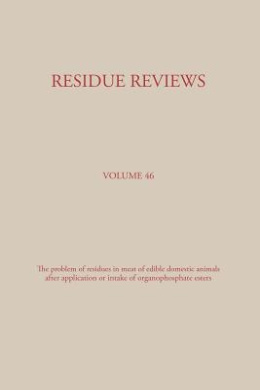 RESIDUE REVIEWS
VOLUME 46
The problem of residues in meat of edible domestic animals
after application or intake of organophosphate esters